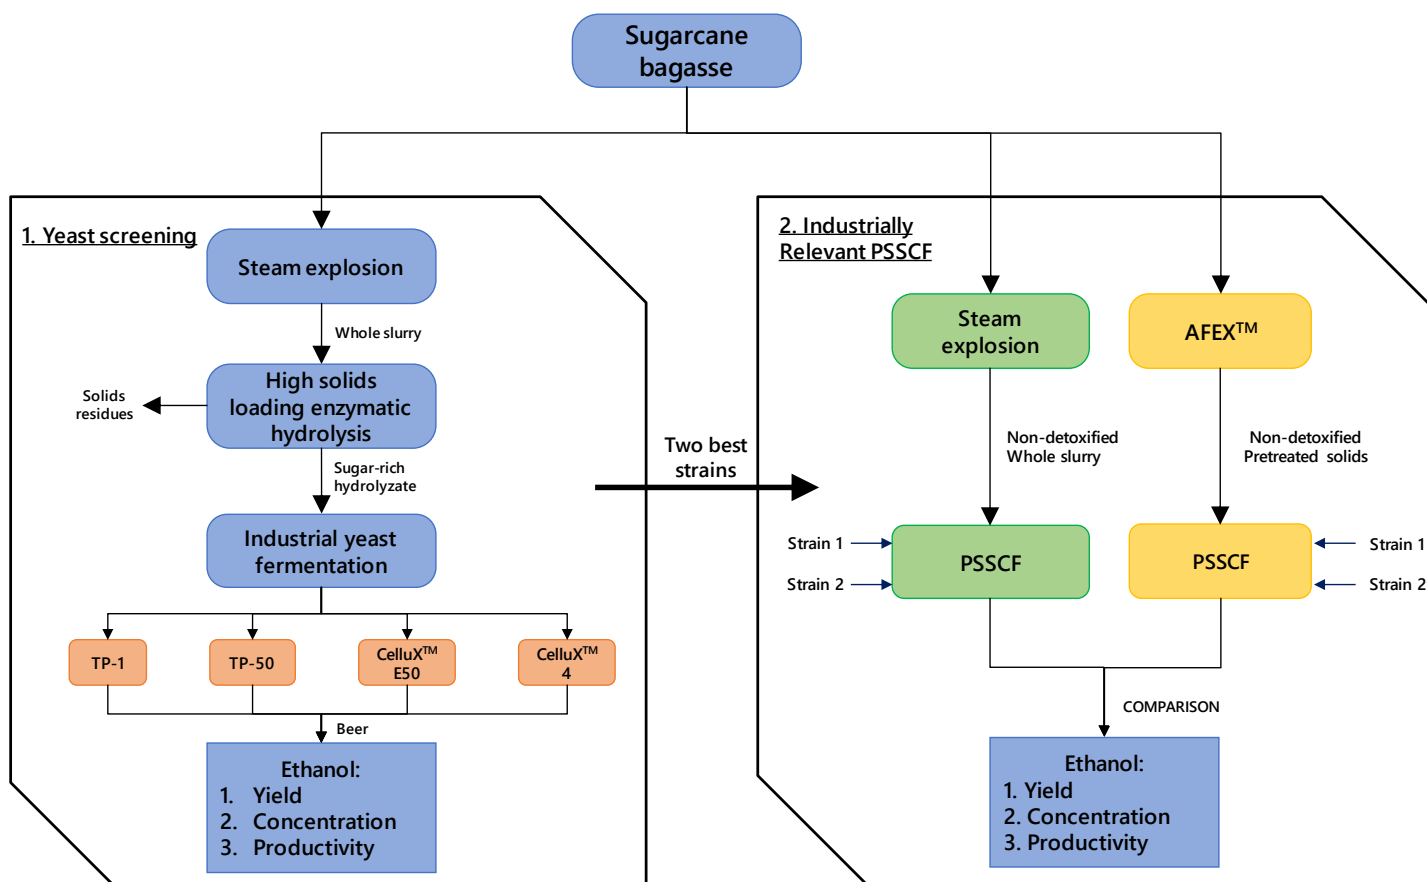 Sugarcane
bagasse
1. Yeast screening
Steam explosion
Whole slurry
High solids
loading enzymatic
hydrolysis
Solids
residues
Sugar-rich
hydrolyzate
Industrial yeast
fermentation
TP-1
TP-50
CelluX™
E50
CelluX™
4
Beer
Ethanol:
1. Yield
2. Concentration
3. Productivity
Two best
strains
2. Industrially
Relevant PSSCF
Steam
explosion
AFEX™
Non-detoxified
Whole slurry
Non-detoxified
Pretreated solids
Strain 1
Strain 2
PSSCF
PSSCF
Strain 1
Strain 2
COMPARISON
Ethanol:
1. Yield
2. Concentration
3. Productivity